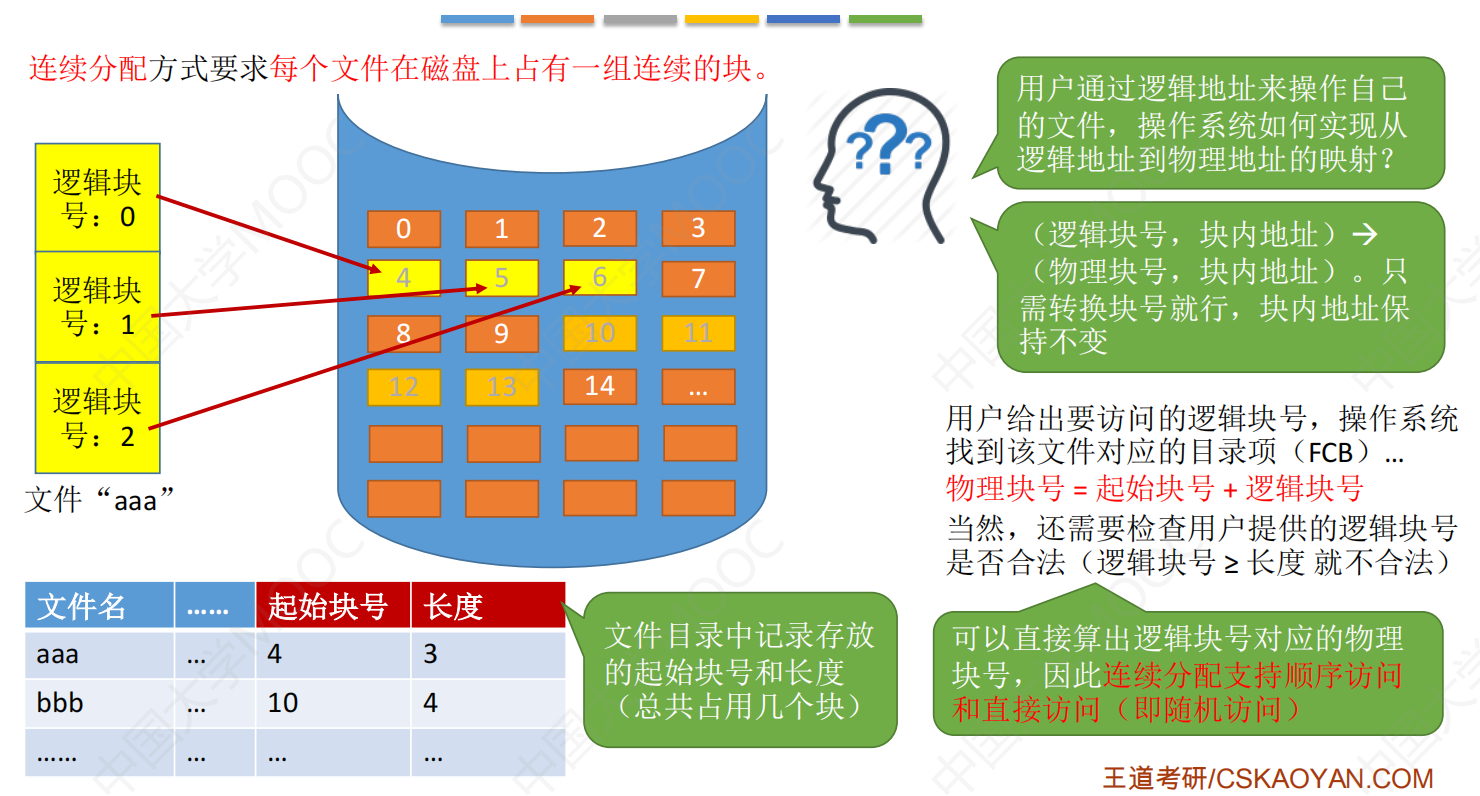 连续分配方式要求每个文件在磁盘上占有一组连续的块。
逻辑块
号：0
逻辑块
号：1
逻辑块
号：2
文件“aaa”
0 1 2 3
4 5 6 7
8 9 10 11
12 13 14 …
???
用户通过逻辑地址来操作自己
的文件，操作系统如何实现从
逻辑地址到物理地址的映射？
（逻辑块号，块内地址）→
（物理块号，块内地址）。只
需转换块号就行，块内地址保
持不变
用户给出要访问的逻辑块号，操作系统
找到该文件对应的目录项（FCB）…
物理块号 = 起始块号 + 逻辑块号
当然，还需要检查用户提供的逻辑块号
是否合法（逻辑块号 ≥ 长度 就不合法）
文件名 …… 起始块号 长度
aaa … 4 3
bbb … 10 4
…… … … …
文件目录中记录存放
的起始块号和长度
（总共占用几个块）
可以直接算出逻辑块号对应的物理
块号，因此连续分配支持顺序访问
和直接访问（即随机访问）
王道考研/CSKAOYAN.COM
中国大学MOOC